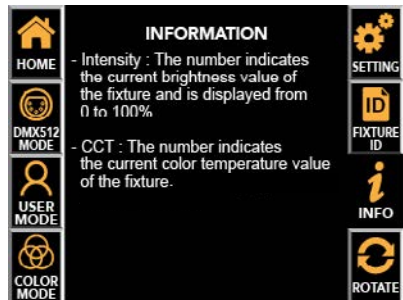 INFORMATION
- Intensity : The number indicates
the current brightness value of
the fixture and is displayed from
0 to 100%
- CCT : The number indicates
the current color temperature value
of the fixture.
HOME
DMX512
MODE
USER
MODE
COLOR
MODE
SETTING
ID
FIXTURE
ID
i
INFO
ROTATE